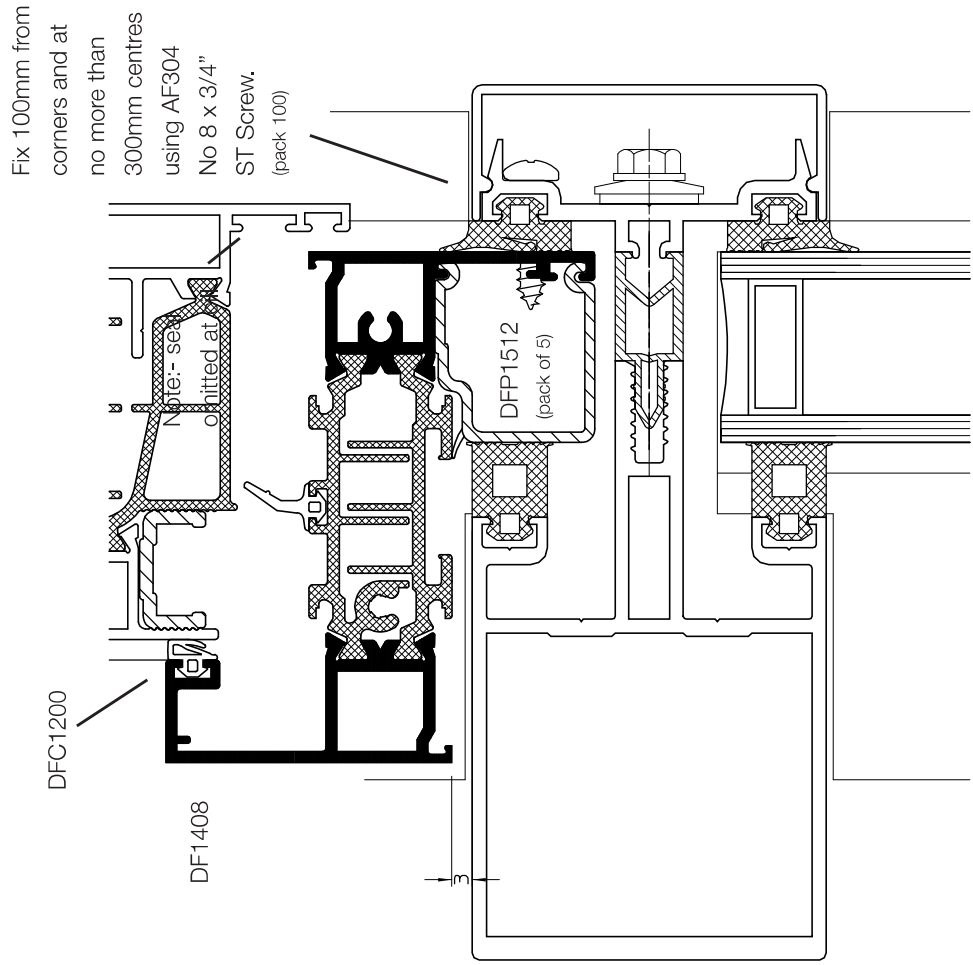 Fix 100mm from
corners and at
no more than
300mm centres
using AF304
No 8 x 3/4”
ST Screw.
(pack 100)
Note:- seal
omitted at
DFP1512
(pack of 5)
DFC1200
DF1408
3